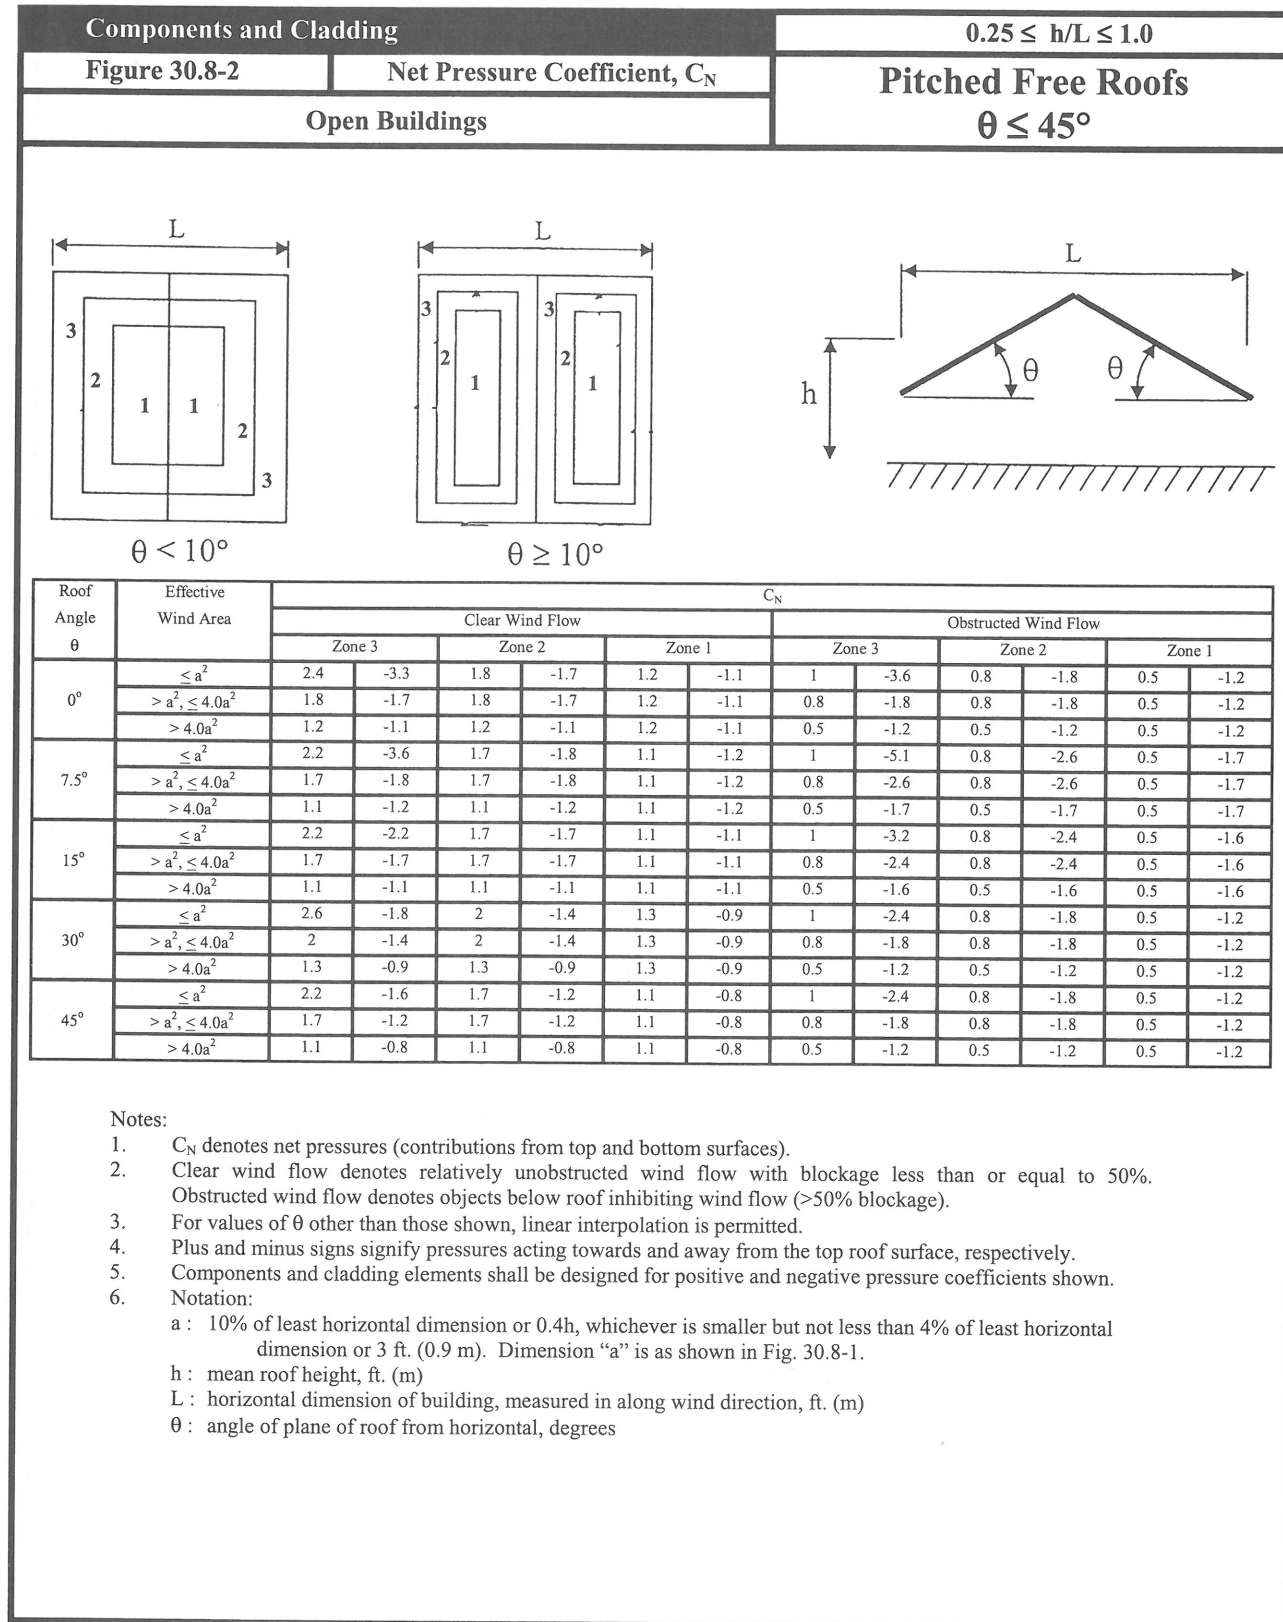 Components and Cladding
0.25 ≤ h/L ≤ 1.0
Figure 30.8-2
Net Pressure Coefficient, C_N
Pitched Free Roofs
θ ≤ 45°
Open Buildings
L
3
2
1
1
2
3
θ < 10°
L
3
2
1
3
2
1
θ ≥ 10°
L
h
θ
θ
Roof Angle θ
Effective Wind Area
C_N
Clear Wind Flow
Obstructed Wind Flow
Zone 3 Zone 2 Zone 1 Zone 3 Zone 2 Zone 1
0°
≤ a² 2.4 -3.3 1.8 -1.7 1.2 -1.1 1 -3.6 0.8 -1.8 0.5 -1.2
> a², ≤ 4.0a² 1.8 -1.7 1.8 -1.7 1.2 -1.1 0.8 -1.8 0.8 -1.8 0.5 -1.2
> 4.0a² 1.2 -1.1 1.2 -1.1 1.2 -1.1 0.5 -1.2 0.5 -1.2 0.5 -1.2
7.5°
≤ a² 2.2 -3.6 1.7 -1.8 1.1 -1.2 1 -5.1 0.8 -2.6 0.5 -1.7
> a², ≤ 4.0a² 1.7 -1.8 1.7 -1.8 1.1 -1.2 0.8 -2.6 0.8 -2.6 0.5 -1.7
> 4.0a² 1.1 -1.2 1.1 -1.2 1.1 -1.2 0.5 -1.7 0.5 -1.7 0.5 -1.7
15°
≤ a² 2.2 -2.2 1.7 -1.7 1.1 -1.1 1 -3.2 0.8 -2.4 0.5 -1.6
> a², ≤ 4.0a² 1.7 -1.7 1.7 -1.7 1.1 -1.1 0.8 -2.4 0.8 -2.4 0.5 -1.6
> 4.0a² 1.1 -1.1 1.1 -1.1 1.1 -1.1 0.5 -1.6 0.5 -1.6 0.5 -1.6
30°
≤ a² 2.6 -1.8 2 -1.4 1.3 -0.9 1 -2.4 0.8 -1.8 0.5 -1.2
> a², ≤ 4.0a² 2 -1.4 2 -1.4 1.3 -0.9 0.8 -1.8 0.8 -1.8 0.5 -1.2
> 4.0a² 1.3 -0.9 1.3 -0.9 1.3 -0.9 0.5 -1.2 0.5 -1.2 0.5 -1.2
45°
≤ a² 2.2 -1.6 1.7 -1.2 1.1 -0.8 1 -2.4 0.8 -1.8 0.5 -1.2
> a², ≤ 4.0a² 1.7 -1.2 1.7 -1.2 1.1 -0.8 0.8 -1.8 0.8 -1.8 0.5 -1.2
> 4.0a² 1.1 -0.8 1.1 -0.8 1.1 -0.8 0.5 -1.2 0.5 -1.2 0.5 -1.2
Notes:
1. C_N denotes net pressures (contributions from top and bottom surfaces).
2. Clear wind flow denotes relatively unobstructed wind flow with blockage less than or equal to 50%.
Obstructed wind flow denotes objects below roof inhibiting wind flow (>50% blockage).
3. For values of θ other than those shown, linear interpolation is permitted.
4. Plus and minus signs signify pressures acting towards and away from the top roof surface, respectively.
5. Components and cladding elements shall be designed for positive and negative pressure coefficients shown.
6. Notation:
a : 10% of least horizontal dimension or 0.4h, whichever is smaller but not less than 4% of least horizontal
dimension or 3 ft. (0.9 m). Dimension “a” is as shown in Fig. 30.8-1.
h : mean roof height, ft. (m)
L : horizontal dimension of building, measured in along wind direction, ft. (m)
θ : angle of plane of roof from horizontal, degrees